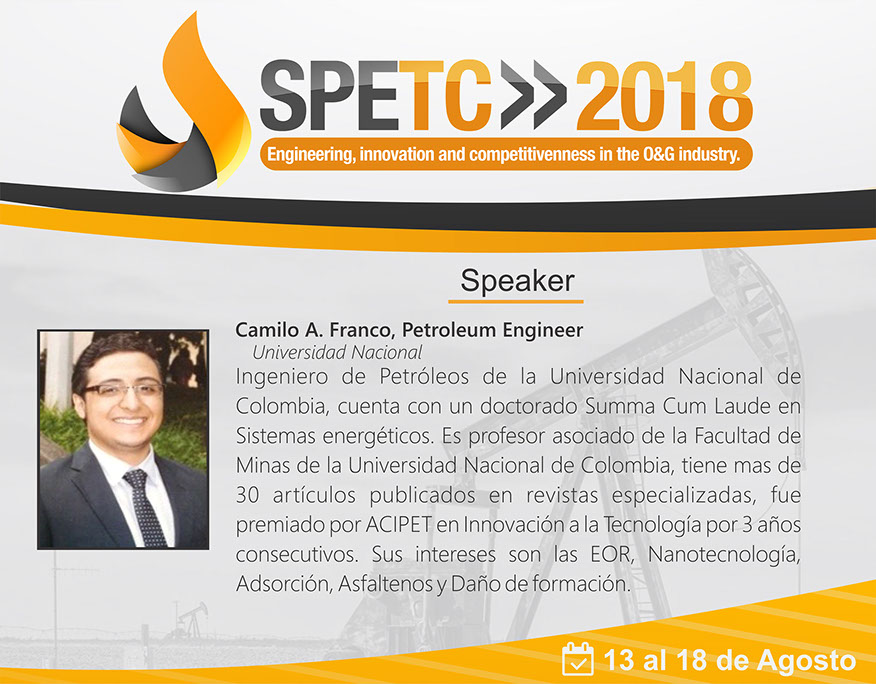 SPETC>> 2018
Engineering, innovation and competitivenness in the O&G industry.
Speaker
Camilo A. Franco, Petroleum Engineer
Universidad Nacional
Ingeniero de Petróleos de la Universidad Nacional de
Colombia, cuenta con un doctorado Summa Cum Laude en
Sistemas energéticos. Es profesor asociado de la Facultad de
Minas de la Universidad Nacional de Colombia, tiene mas de
30 artículos publicados en revistas especializadas, fue
premiado por ACIPET en Innovación a la Tecnología por 3 años
consecutivos. Sus intereses son las EOR, Nanotecnología,
Adsorción, Asfaltenos y Daño de formación.
13 al 18 de Agosto